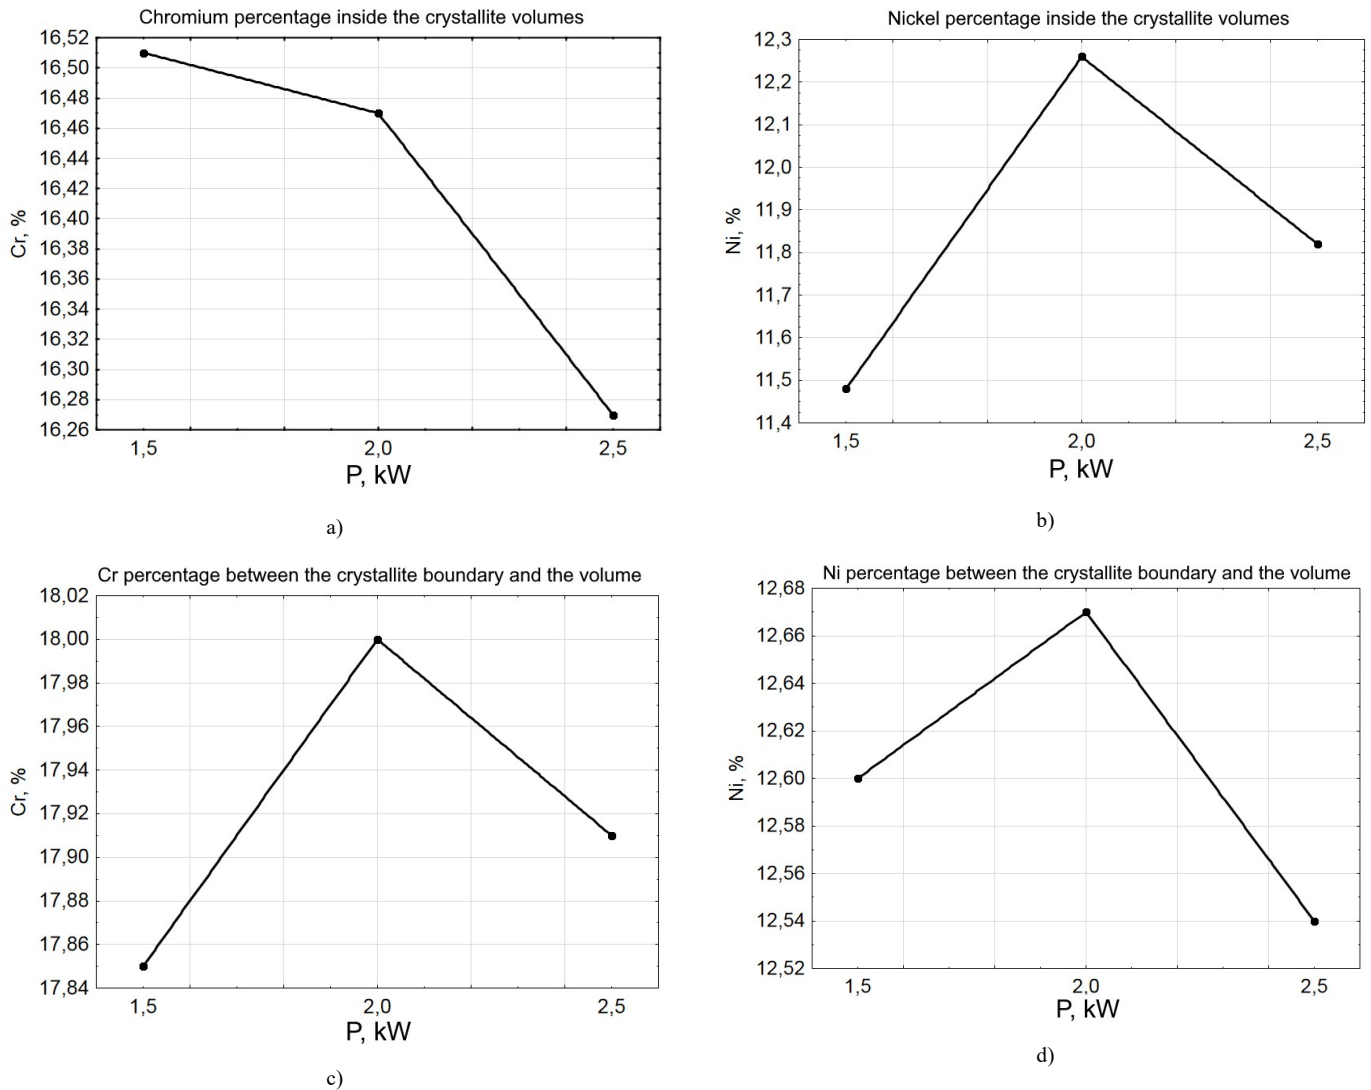 Chromium percentage inside the crystallite volumes
16,52
16,50
16,48
16,46
16,44
16,42
16,40
16,38
16,36
16,34
16,32
16,30
16,28
16,26
Cr, %
1,5 2,0 2,5
P, kW
a)
Nickel percentage inside the crystallite volumes
12,3
12,2
12,1
12,0
11,9
11,8
11,7
11,6
11,5
11,4
Ni, %
1,5 2,0 2,5
P, kW
b)
Cr percentage between the crystallite boundary and the volume
18,02
18,00
17,98
17,96
17,94
17,92
17,90
17,88
17,86
17,84
Cr, %
1,5 2,0 2,5
P, kW
c)
Ni percentage between the crystallite boundary and the volume
12,68
12,66
12,64
12,62
12,60
12,58
12,56
12,54
12,52
Ni, %
1,5 2,0 2,5
P, kW
d)